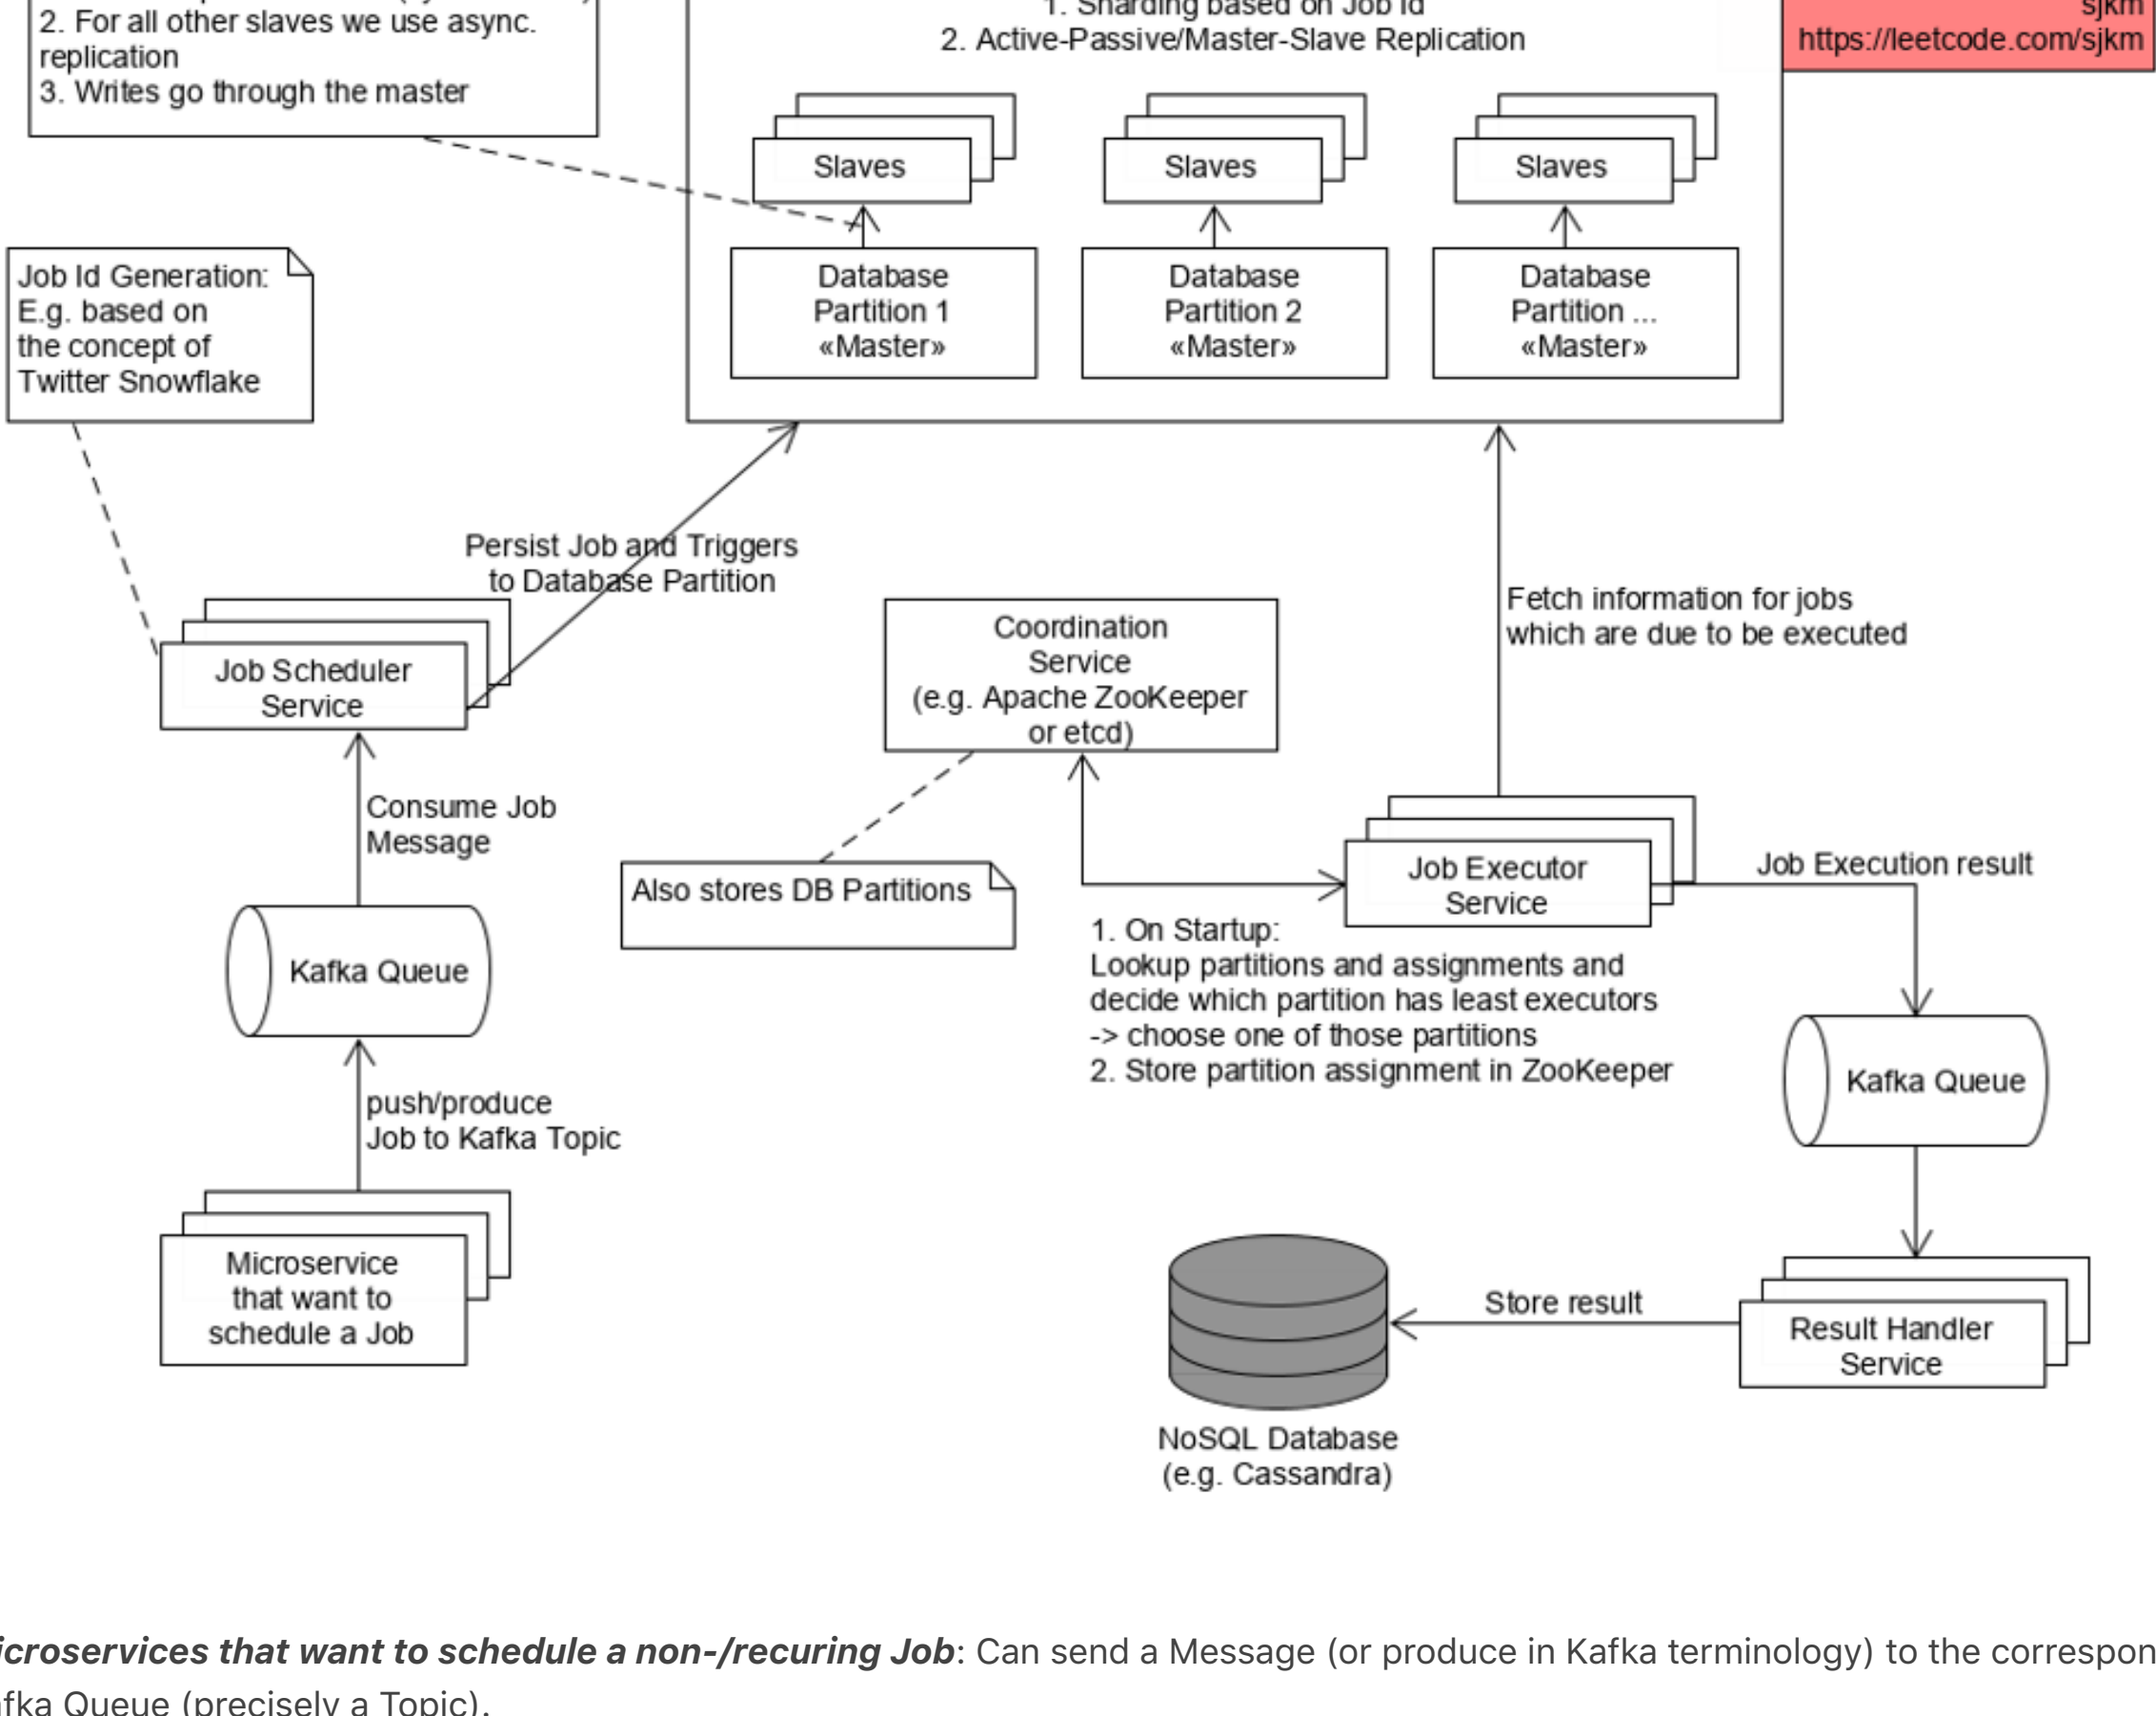 2. For all other slaves we use async.
replication
3. Writes go through the master
1. Sharding based on Job Id
2. Active-Passive/Master-Slave Replication
sjkm
https://leetcode.com/sjkm
Slaves
Slaves
Slaves
Database
Partition 1
«Master»
Database
Partition 2
«Master»
Database
Partition ...
«Master»
Job Id Generation:
E.g. based on
the concept of
Twitter Snowflake
Persist Job and Triggers
to Database Partition
Fetch information for jobs
which are due to be executed
Coordination
Service
(e.g. Apache ZooKeeper
or etcd)
Job Scheduler
Service
Consume Job
Message
Also stores DB Partitions
Job Executor
Service
Job Execution result
1. On Startup:
Lookup partitions and assignments and
decide which partition has least executors
-> choose one of those partitions
2. Store partition assignment in ZooKeeper
Kafka Queue
Kafka Queue
push/produce
Job to Kafka Topic
Microservice
that want to
schedule a Job
Store result
Result Handler
Service
NoSQL Database
(e.g. Cassandra)
icroservices that want to schedule a non-/recuring Job: Can send a Message (or produce in Kafka terminology) to the correspon
fka Queue (precisely a Topic).